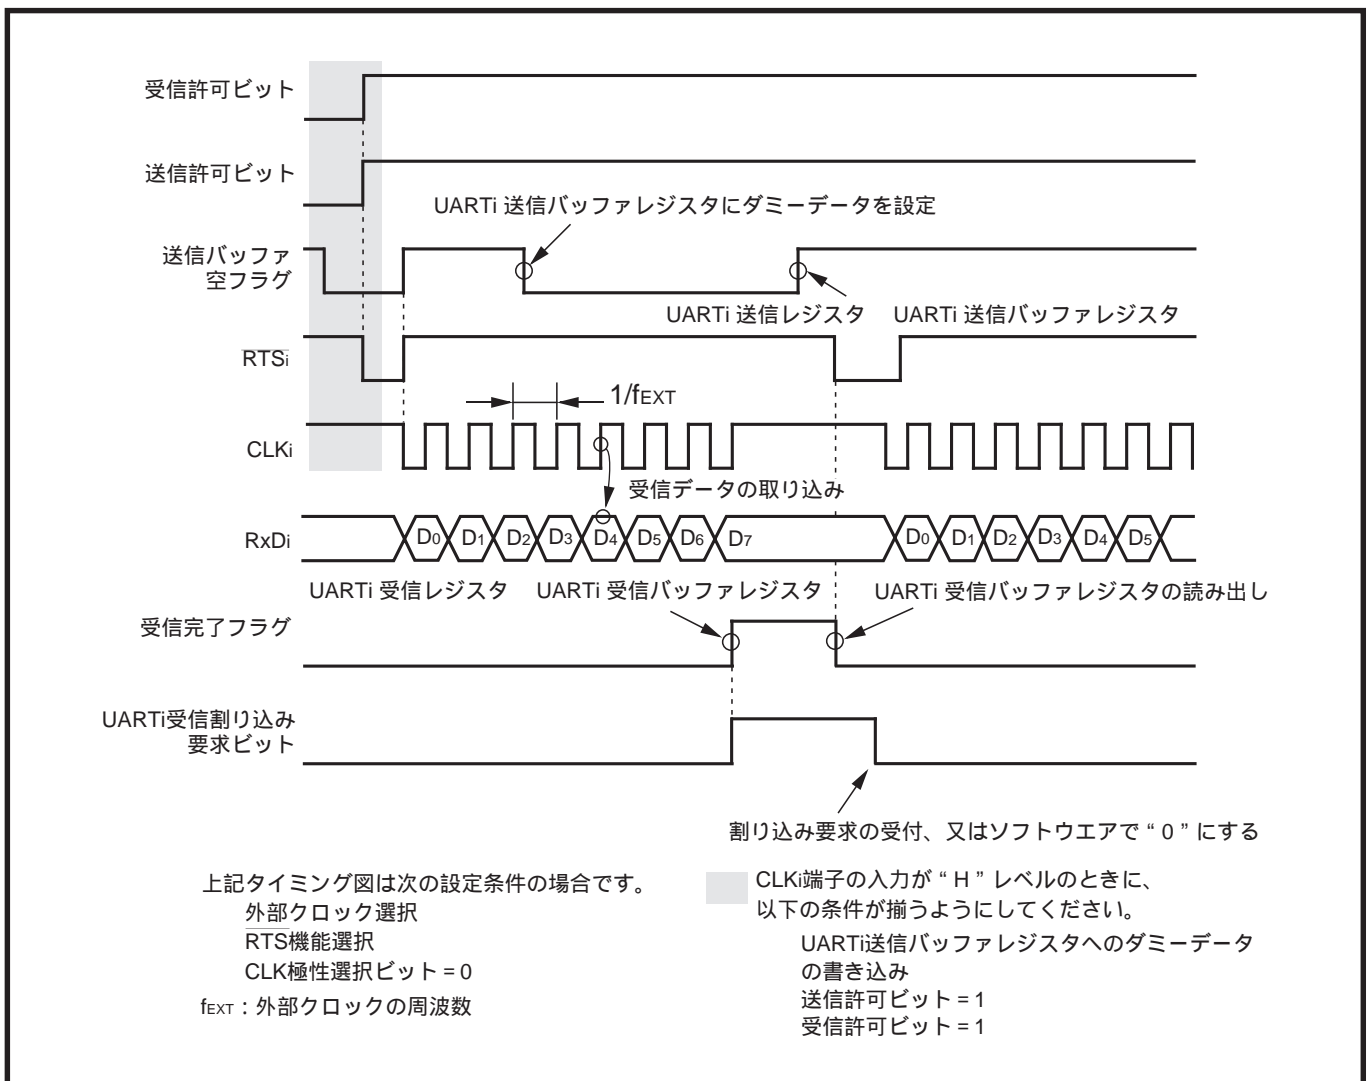 受信許可ビット
送信許可ビット
UARTi 送信バッファレジスタにダミーデータを設定
送信バッファ
空フラグ
UARTi 送信レジスタ UARTi 送信バッファレジスタ
RTSi
1/fEXT
CLKi
受信データの取り込み
RxDi
D0 D1 D2 D3 D4 D5 D6 D7 D0 D1 D2 D3 D4 D5
UARTi 受信レジスタ UARTi 受信バッファレジスタ UARTi 受信バッファレジスタの読み出し
受信完了フラグ
UARTi受信割り込み
要求ビット
割り込み要求の受付、又はソフトウエアで“ 0 ”にする
上記タイミング図は次の設定条件の場合です。
外部クロック選択
RTS機能選択
CLK極性選択ビット = 0
fEXT：外部クロックの周波数
CLKi端子の入力が“ H ”レベルのときに、
以下の条件が揃うようにしてください。
UARTi送信バッファレジスタへのダミーデータ
の書き込み
送信許可ビット = 1
受信許可ビット = 1